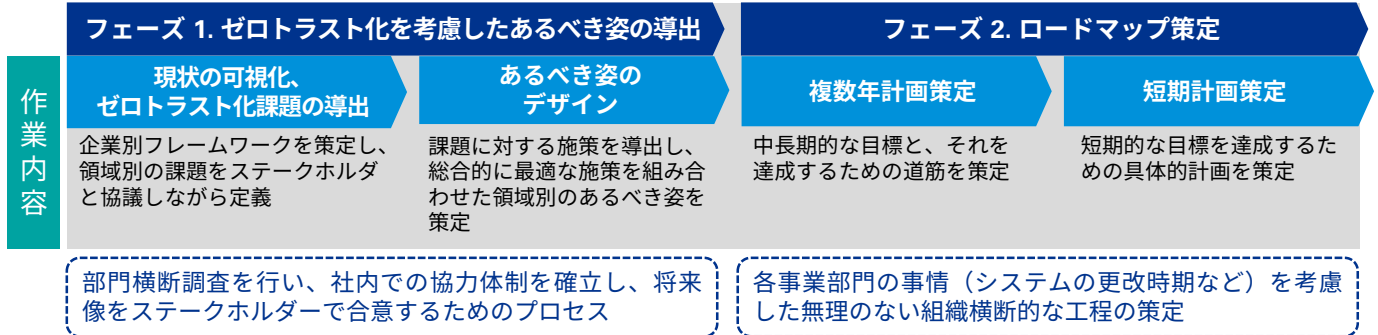 フェーズ 1. ゼロトラスト化を考慮したあるべき姿の導出
フェーズ 2. ロードマップ策定
作業内容
現状の可視化、
ゼロトラスト化課題の導出
あるべき姿の
デザイン
複数年計画策定
短期計画策定
企業別フレームワークを策定し、
領域別の課題をステークホルダ
と協議しながら定義
課題に対する施策を導出し、
総合的に最適な施策を組み合
わせた領域別のあるべき姿を
策定
中長期的な目標と、それを
達成するための道筋を策定
短期的な目標を達成するた
めの具体的計画を策定
部門横断調査を行い、社内での協力体制を確立し、将来
像をステークホルダーで合意するためのプロセス
各事業部門の事情（システムの更改時期など）を考慮
した無理のない組織横断的な工程の策定